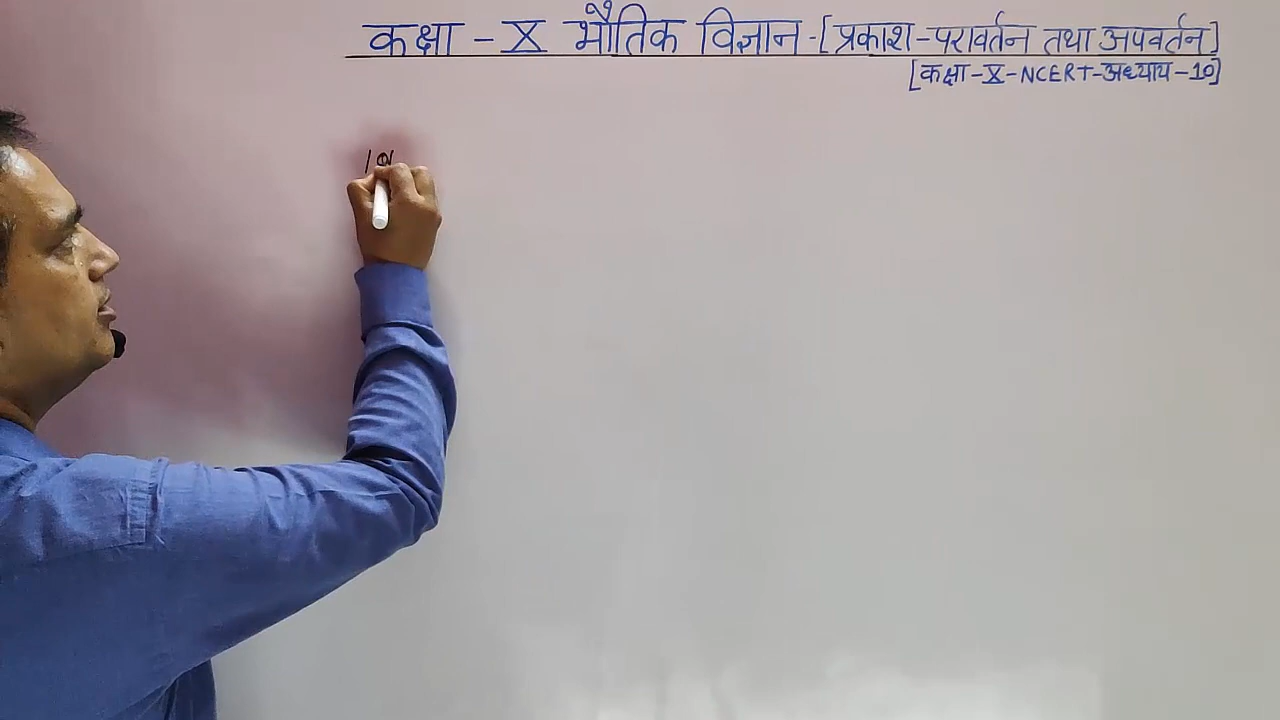 कक्षा - X भौतिक विज्ञान - [प्रकाश - परावर्तन तथा अपवर्तन]
[कक्षा - X - NCERT - अध्याय - 10]